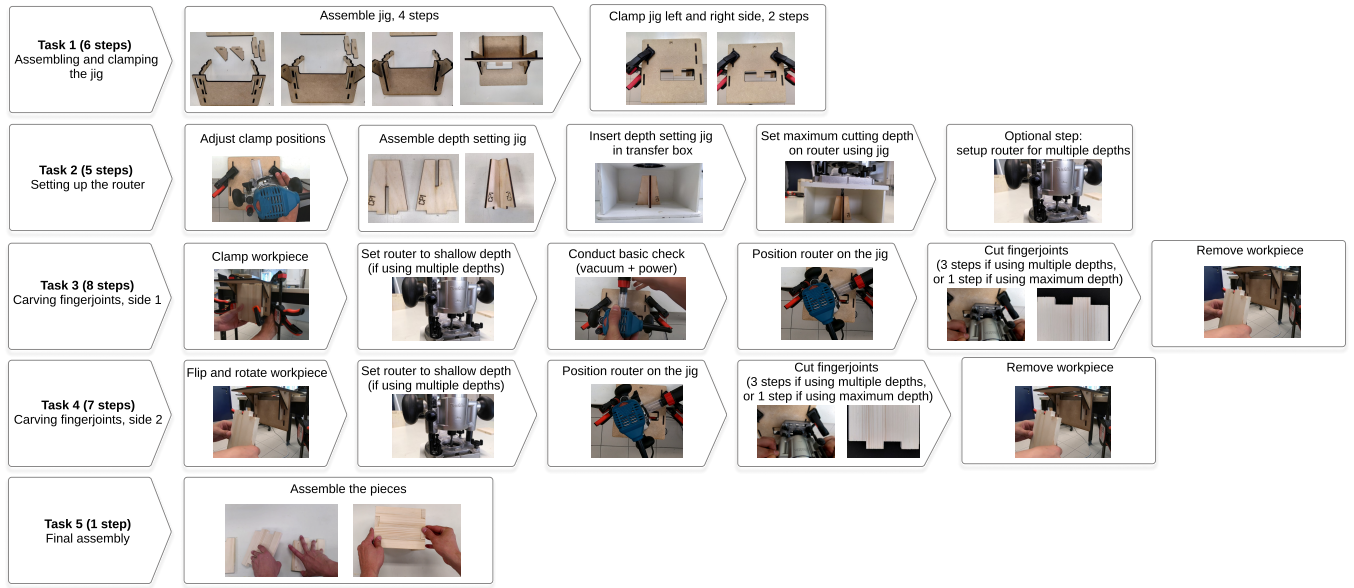 Task 1 (6 steps)
Assembling and clamping
the jig
Assemble jig, 4 steps
Clamp jig left and right side, 2 steps
Task 2 (5 steps)
Setting up the router
Adjust clamp positions
Assemble depth setting jig
Insert depth setting jig
in transfer box
Set maximum cutting depth
on router using jig
Optional step:
setup router for multiple depths
Task 3 (8 steps)
Carving fingerjoints, side 1
Clamp workpiece
Set router to shallow depth
(if using multiple depths)
Conduct basic check
(vacuum + power)
Position router on the jig
Cut fingerjoints
(3 steps if using multiple depths,
or 1 step if using maximum depth)
Remove workpiece
Task 4 (7 steps)
Carving fingerjoints, side 2
Flip and rotate workpiece
Set router to shallow depth
(if using multiple depths)
Position router on the jig
Cut fingerjoints
(3 steps if using multiple depths,
or 1 step if using maximum depth)
Remove workpiece
Task 5 (1 step)
Final assembly
Assemble the pieces